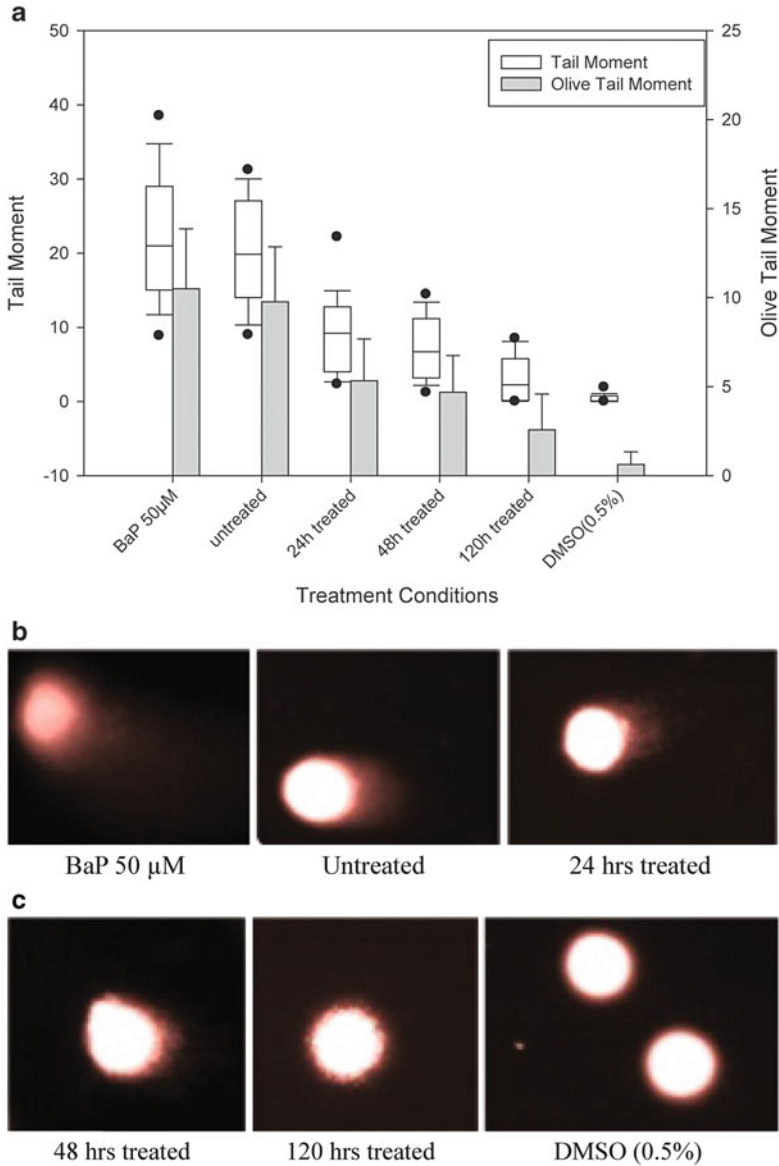 a
50
40
30
20
10
0
-10
Tail Moment
25
20
15
10
5
0
Olive Tail Moment
Tail Moment
Olive Tail Moment
BaP 50µM
untreated
24h treated
48h treated
120h treated
DMSO(0.5%)
Treatment Conditions
b
BaP 50 µM
Untreated
24 hrs treated
c
48 hrs treated
120 hrs treated
DMSO (0.5%)